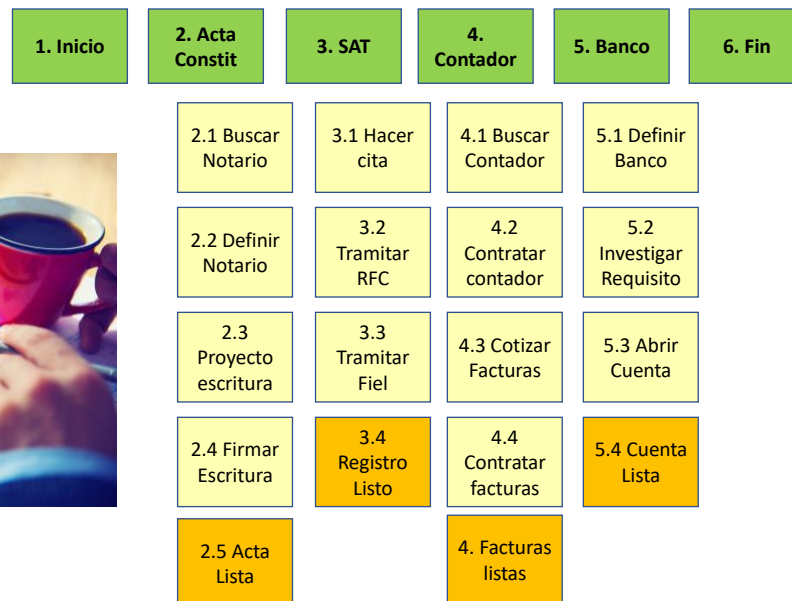 1. Inicio
2. Acta
Constit
3. SAT
4.
Contador
5. Banco
6. Fin
2.1 Buscar
Notario
3.1 Hacer
cita
4.1 Buscar
Contador
5.1 Definir
Banco
2.2 Definir
Notario
3.2
Tramitar
RFC
4.2
Contratar
contador
5.2
Investigar
Requisito
2.3
Proyecto
escritura
3.3
Tramitar
Fiel
4.3 Cotizar
Facturas
5.3 Abrir
Cuenta
2.4 Firmar
Escritura
3.4
Registro
Listo
4.4
Contratar
facturas
5.4 Cuenta
Lista
2.5 Acta
Lista
4. Facturas
listas